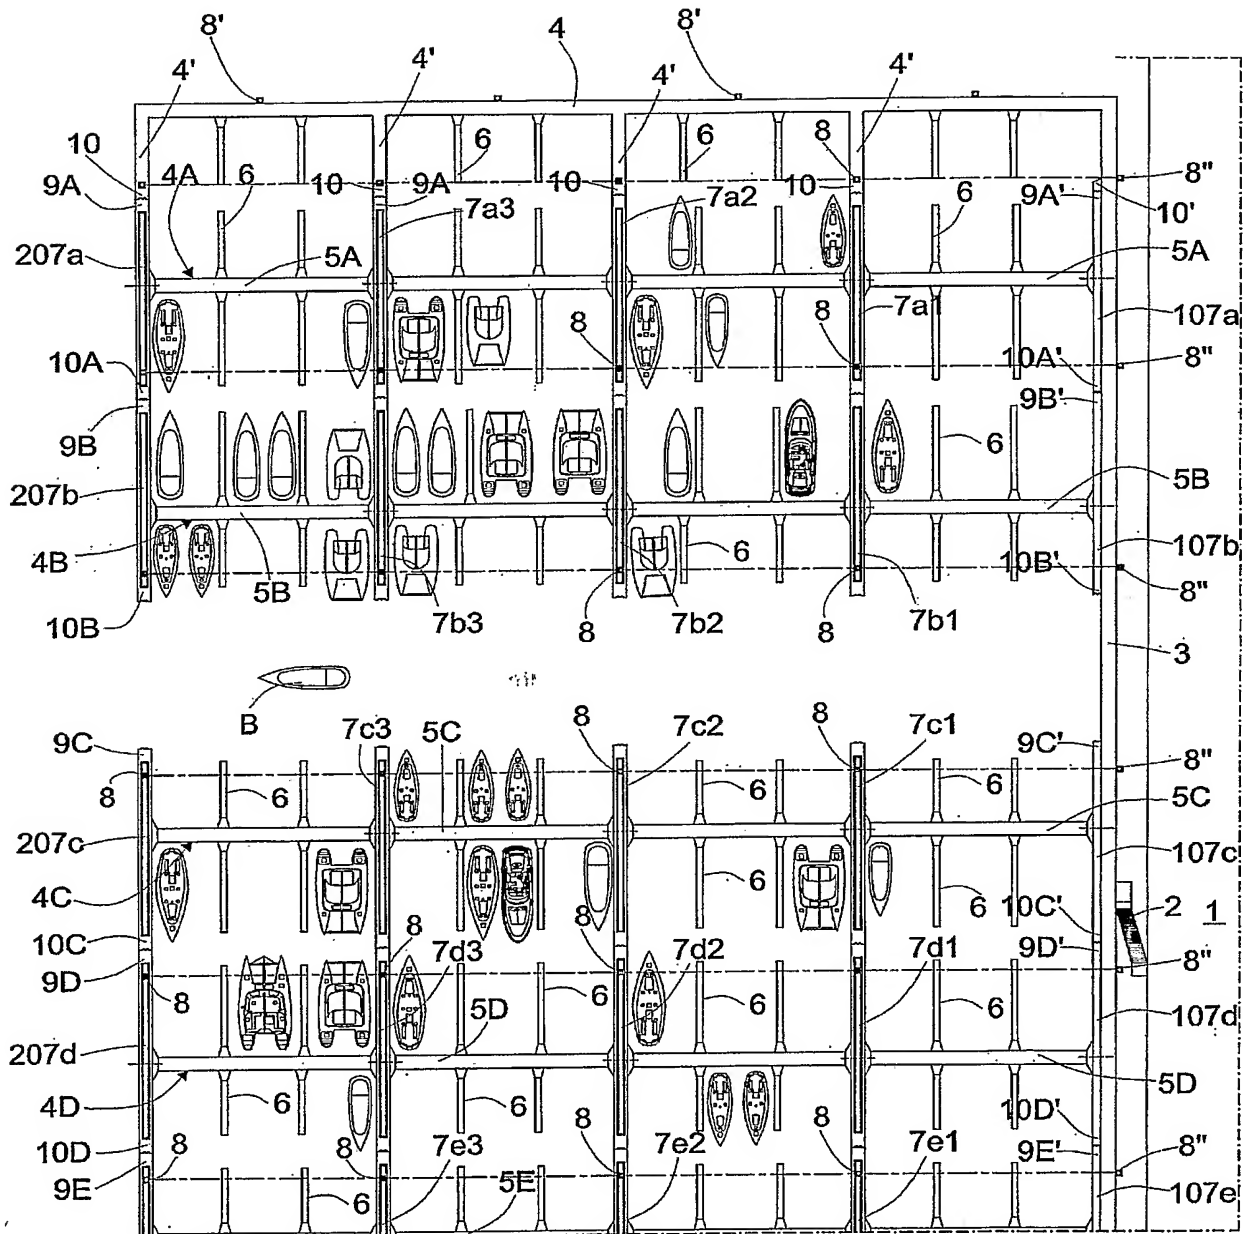 8' 4 8'
4' 4' 4' 4'
10 9A 4A 6 10 9A 6 10 6 8 10 6 9A' 8"
7a3 7a2 10'
207a 5A 5A
8 8 7a1 107a
10A 10A' 8"
9B 9B'
6
207b 5B
4B 5B 6 10B' 107b
10B 7b3 8 7b2 8 7b1 8"
3
B
9C 7c3 5C 8 7c2 8 7c1 9C' 8"
8 6 6 6 5C
207c 107c
4C 6 6 10C' 2 1
10C 8 7d3 8 7d2 7d1 9D' 8"
9D 8 6 6 6
207d 5D 107d
4D 6 6 5D
10D 8 8 7e3 7e2 8 7e1 10D' 8"
9E 6 5E 8 9E' 107e